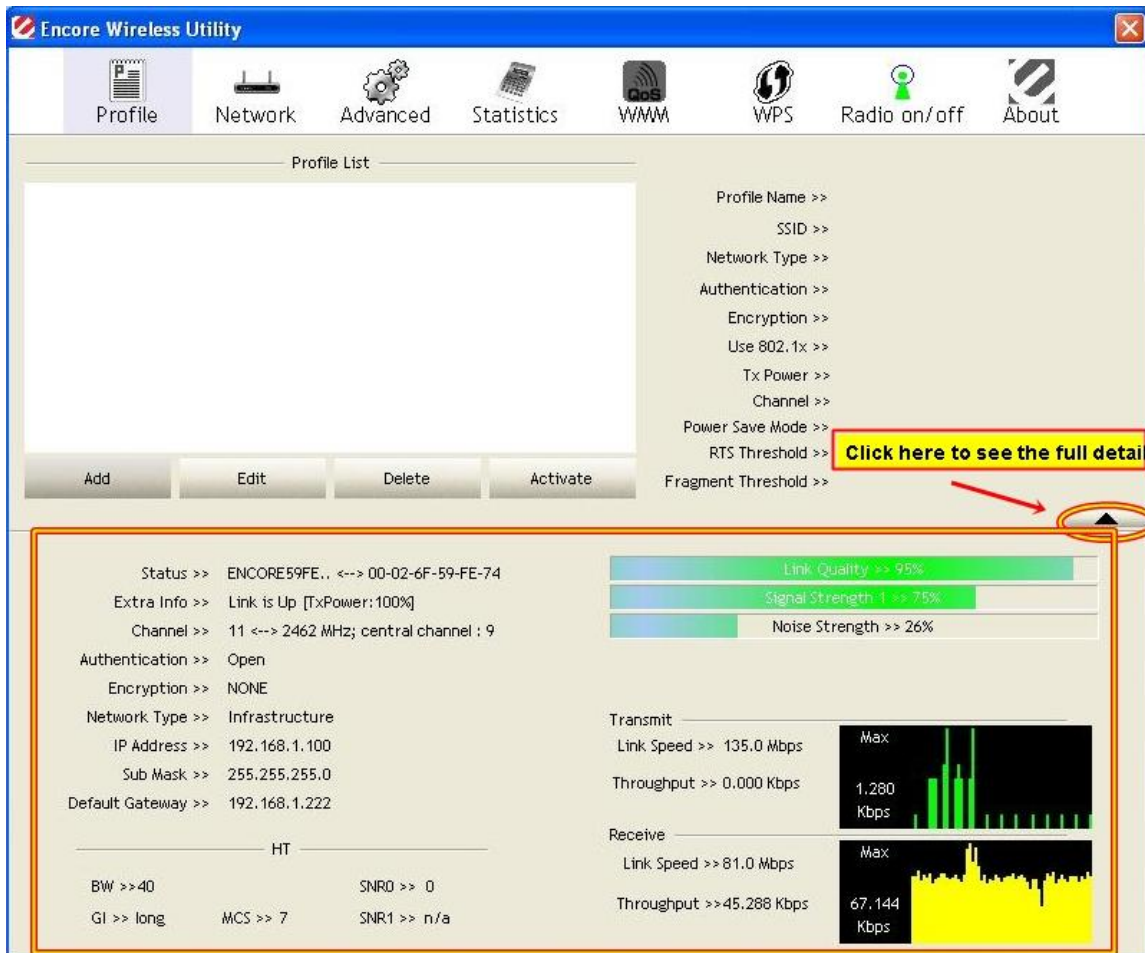 Encore Wireless Utility
Profile
Network
Advanced
Statistics
QoS
WMM
WPS
Radio on/off
About
Profile List
Add
Edit
Delete
Activate
Profile Name >>
SSID >>
Network Type >>
Authentication >>
Encryption >>
Use 802.1x >>
Tx Power >>
Channel >>
Power Save Mode >>
RTS Threshold >>
Fragment Threshold >>
Click here to see the full detail
Status >> ENCORE59FE.. <--> 00-02-6F-59-FE-74
Extra Info >> Link is Up [TxPower:100%]
Channel >> 11 <--> 2462 MHz; central channel : 9
Authentication >> Open
Encryption >> NONE
Network Type >> Infrastructure
IP Address >> 192.168.1.100
Sub Mask >> 255.255.255.0
Default Gateway >> 192.168.1.222
HT
BW >>40
SNR0 >> 0
GI >> long
MCS >> 7
SNR1 >> n/a
Link Quality >> 95%
Signal Strength 1 >> 75%
Noise Strength >> 26%
Transmit
Link Speed >> 135.0 Mbps
Throughput >> 0.000 Kbps
Max
1.280
Kbps
Receive
Link Speed >>81.0 Mbps
Throughput >>45.288 Kbps
Max
67.144
Kbps